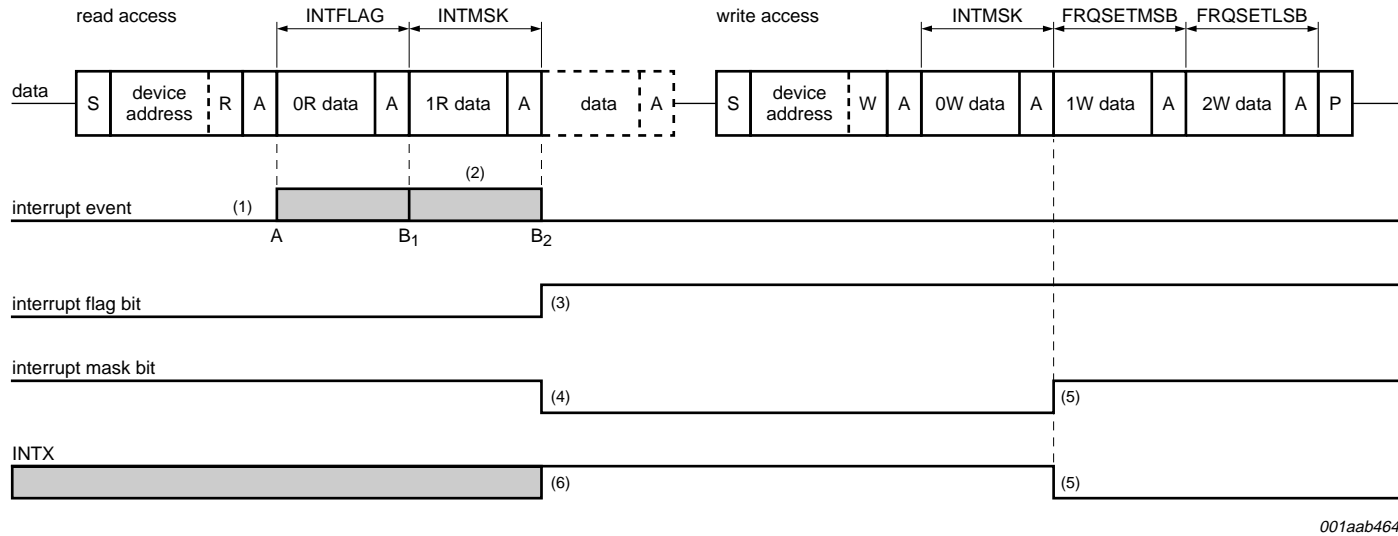 read access INTFLAG INTMSK write access INTMSK FRQSETMSB FRQSETLSB
data S device address R A 0R data A 1R data A data A S device address W A 0W data A 1W data A 2W data A P
(2)
interrupt event (1)
A B1 B2
interrupt flag bit (3)
interrupt mask bit
(4) (5)
INTX
(6) (5)
001aab464